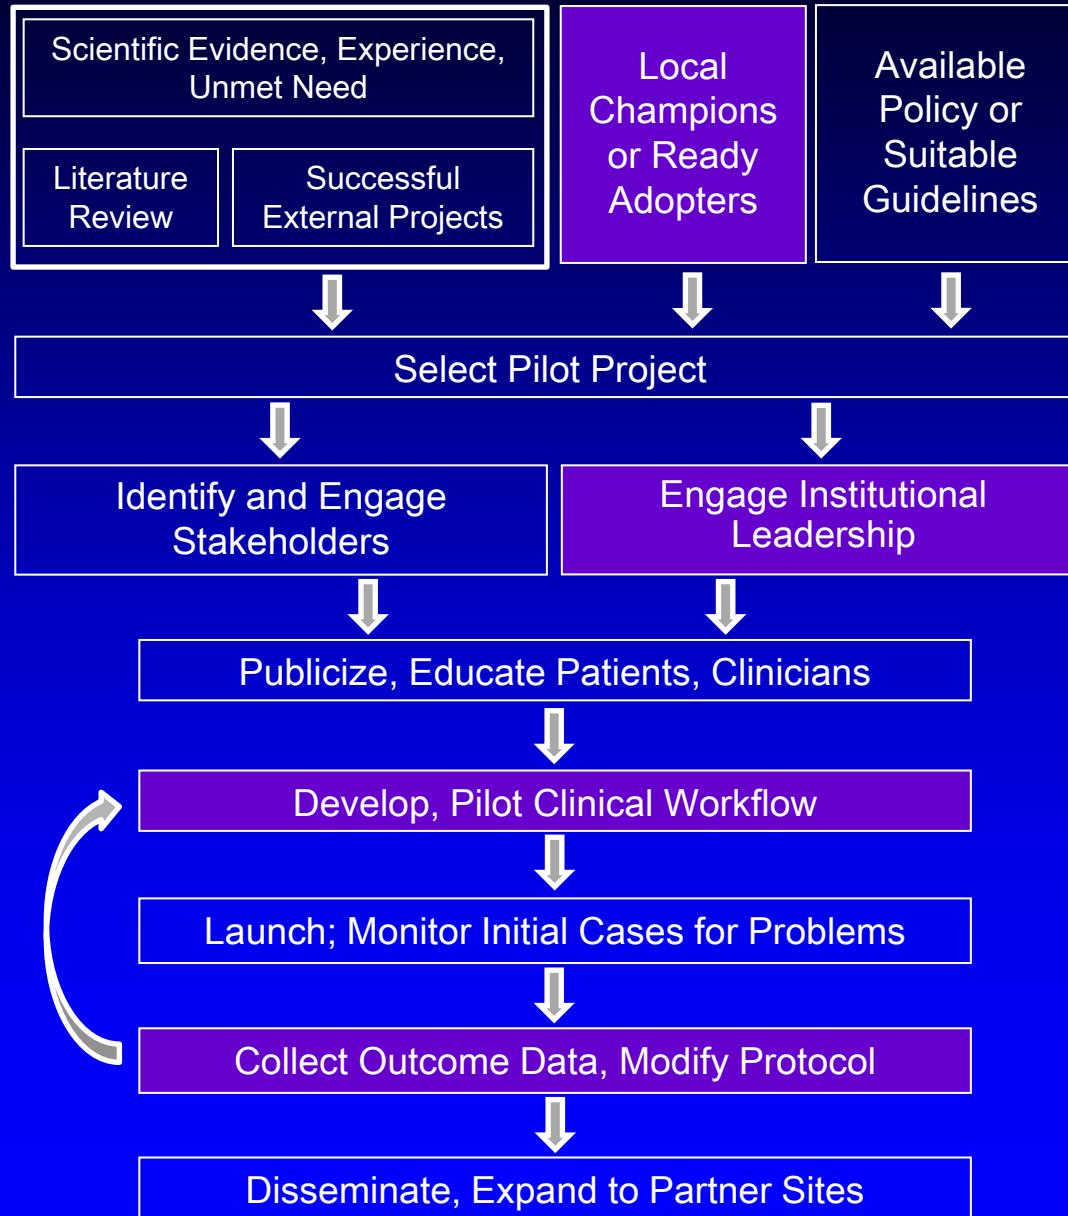 Scientific Evidence, Experience,
Unmet Need
Literature
Review
Successful
External Projects
Local
Champions
or Ready
Adopters
Available
Policy or
Suitable
Guidelines
Select Pilot Project
Identify and Engage
Stakeholders
Engage Institutional
Leadership
Publicize, Educate Patients, Clinicians
Develop, Pilot Clinical Workflow
Launch; Monitor Initial Cases for Problems
Collect Outcome Data, Modify Protocol
Disseminate, Expand to Partner Sites